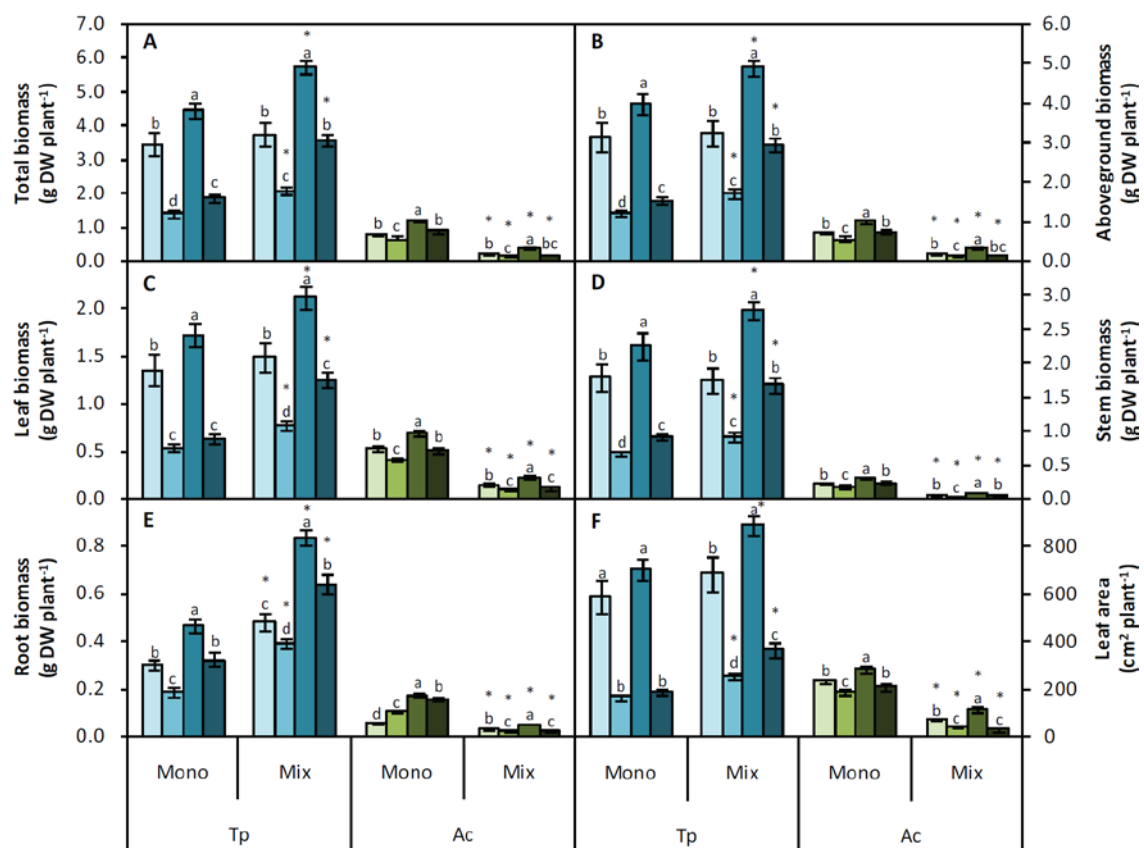 A
Total biomass
(g DW plant⁻¹)
7.0
6.0
5.0
4.0
3.0
2.0
1.0
0.0
b d a c
* * *
b c a b
b c a b
* * * *
b c a bc
B
Aboveground biomass
(g DW plant⁻¹)
6.0
5.0
4.0
3.0
2.0
1.0
0.0
b d a c
* * *
b c a b
b c a b
* * * *
b c a bc
C
Leaf biomass
(g DW plant⁻¹)
2.0
1.5
1.0
0.5
0.0
b c a c
* * *
b d a c
b c a b
* * * *
b c a c
D
Stem biomass
(g DW plant⁻¹)
3.0
2.5
2.0
1.5
1.0
0.5
0.0
b d a c
* * *
b c a b
b c a b
* * * *
b c a b
E
Root biomass
(g DW plant⁻¹)
0.8
0.6
0.4
0.2
0.0
b c a b
* * * *
c d a b
d c a b
* * * *
b c a c
F
Leaf area
(cm² plant⁻¹)
800
600
400
200
0
a b a b
* * *
b d a c
b c a b
* * * *
b c a c
Mono Mix Mono Mix Mono Mix Mono Mix
Tp Ac Tp Ac